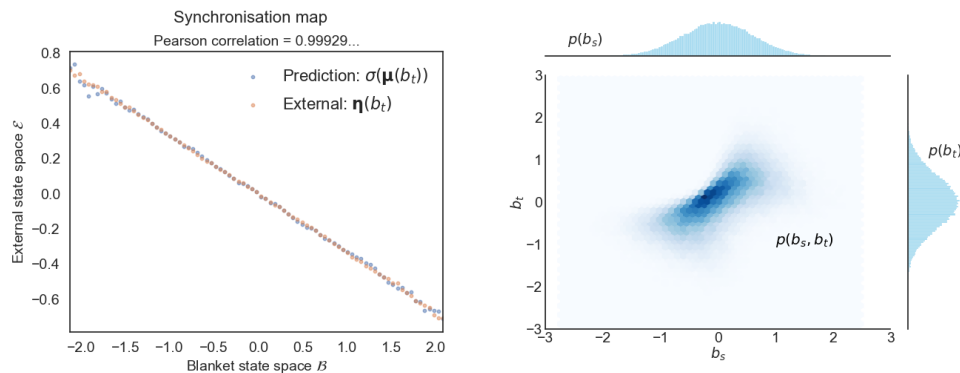 Synchronisation map
Pearson correlation = 0.99929...
0.8
0.6
0.4
0.2
0.0
−0.2
−0.4
−0.6
External state space ℰ
Prediction: σ(𝛍(b_t))
External: 𝛈(b_t)
−2.0 −1.5 −1.0 −0.5 0.0 0.5 1.0 1.5 2.0
Blanket state space ℬ
p(b_s)
3
2
1
0
−1
−2
−3
b_t
p(b_s, b_t)
−3 −2 −1 0 1 2 3
b_s
p(b_t)